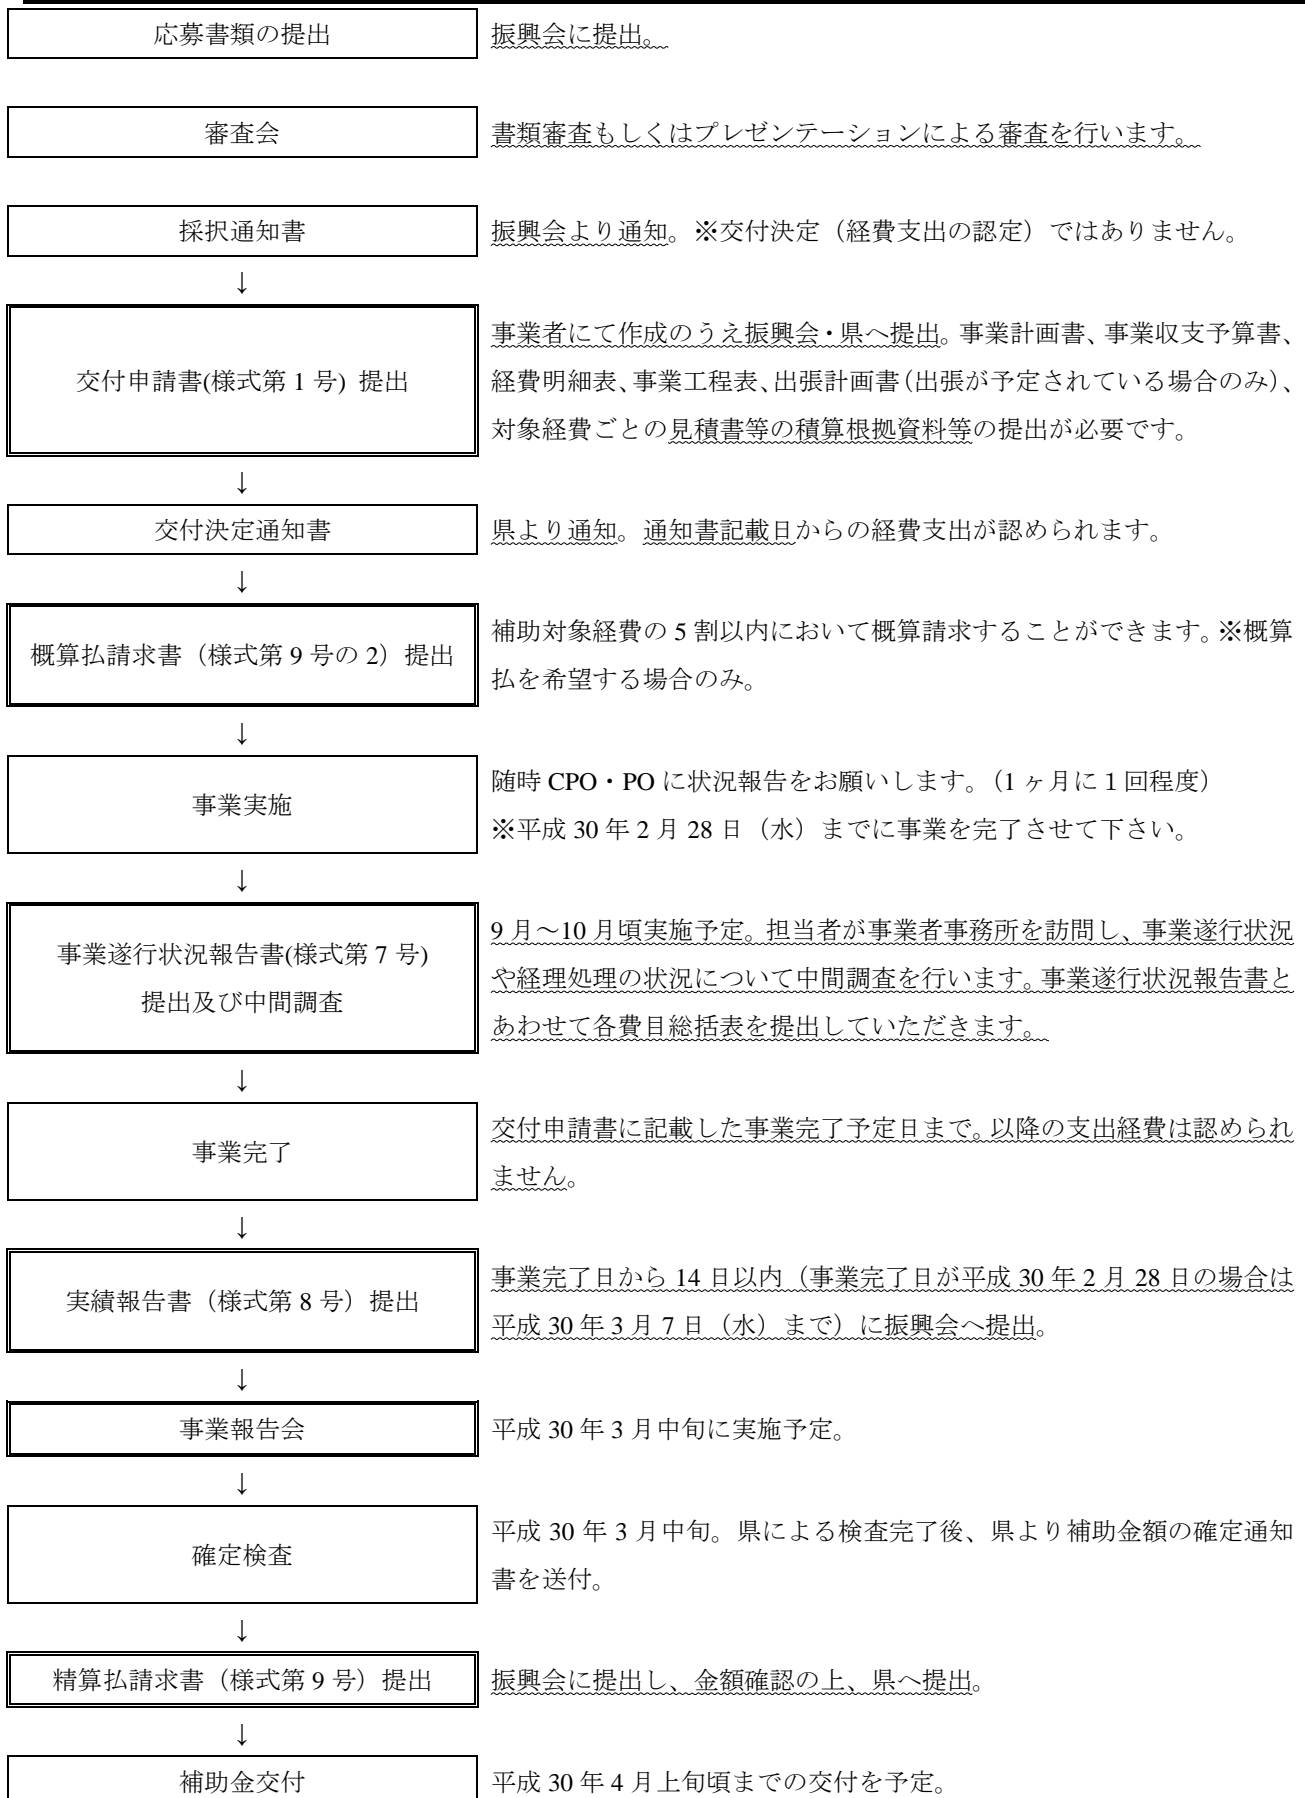 応募書類の提出
振興会に提出。
審査会
書類審査もしくはプレゼンテーションによる審査を行います。
採択通知書
振興会より通知。※交付決定（経費支出の認定）ではありません。
↓
交付申請書(様式第 1 号) 提出
事業者にて作成のうえ振興会・県へ提出。事業計画書、事業収支予算書、
経費明細表、事業工程表、出張計画書（出張が予定されている場合のみ）、
対象経費ごとの見積書等の積算根拠資料等の提出が必要です。
↓
交付決定通知書
県より通知。通知書記載日からの経費支出が認められます。
↓
概算払請求書（様式第 9 号の 2）提出
補助対象経費の 5 割以内において概算請求することができます。※概算
払を希望する場合のみ。
↓
事業実施
随時 CPO・PO に状況報告をお願いします。（1 ヶ月に 1 回程度）
※平成 30 年 2 月 28 日（水）までに事業を完了させて下さい。
↓
事業遂行状況報告書(様式第 7 号)
提出及び中間調査
9 月～10 月頃実施予定。担当者が事業者事務所を訪問し、事業遂行状況
や経理処理の状況について中間調査を行います。事業遂行状況報告書と
あわせて各費目総括表を提出していただきます。
↓
事業完了
交付申請書に記載した事業完了予定日まで。以降の支出経費は認められ
ません。
↓
実績報告書（様式第 8 号）提出
事業完了日から 14 日以内（事業完了日が平成 30 年 2 月 28 日の場合は
平成 30 年 3 月 7 日（水）まで）に振興会へ提出。
↓
事業報告会
平成 30 年 3 月中旬に実施予定。
↓
確定検査
平成 30 年 3 月中旬。県による検査完了後、県より補助金額の確定通知
書を送付。
↓
精算払請求書（様式第 9 号）提出
振興会に提出し、金額確認の上、県へ提出。
↓
補助金交付
平成 30 年 4 月上旬頃までの交付を予定。